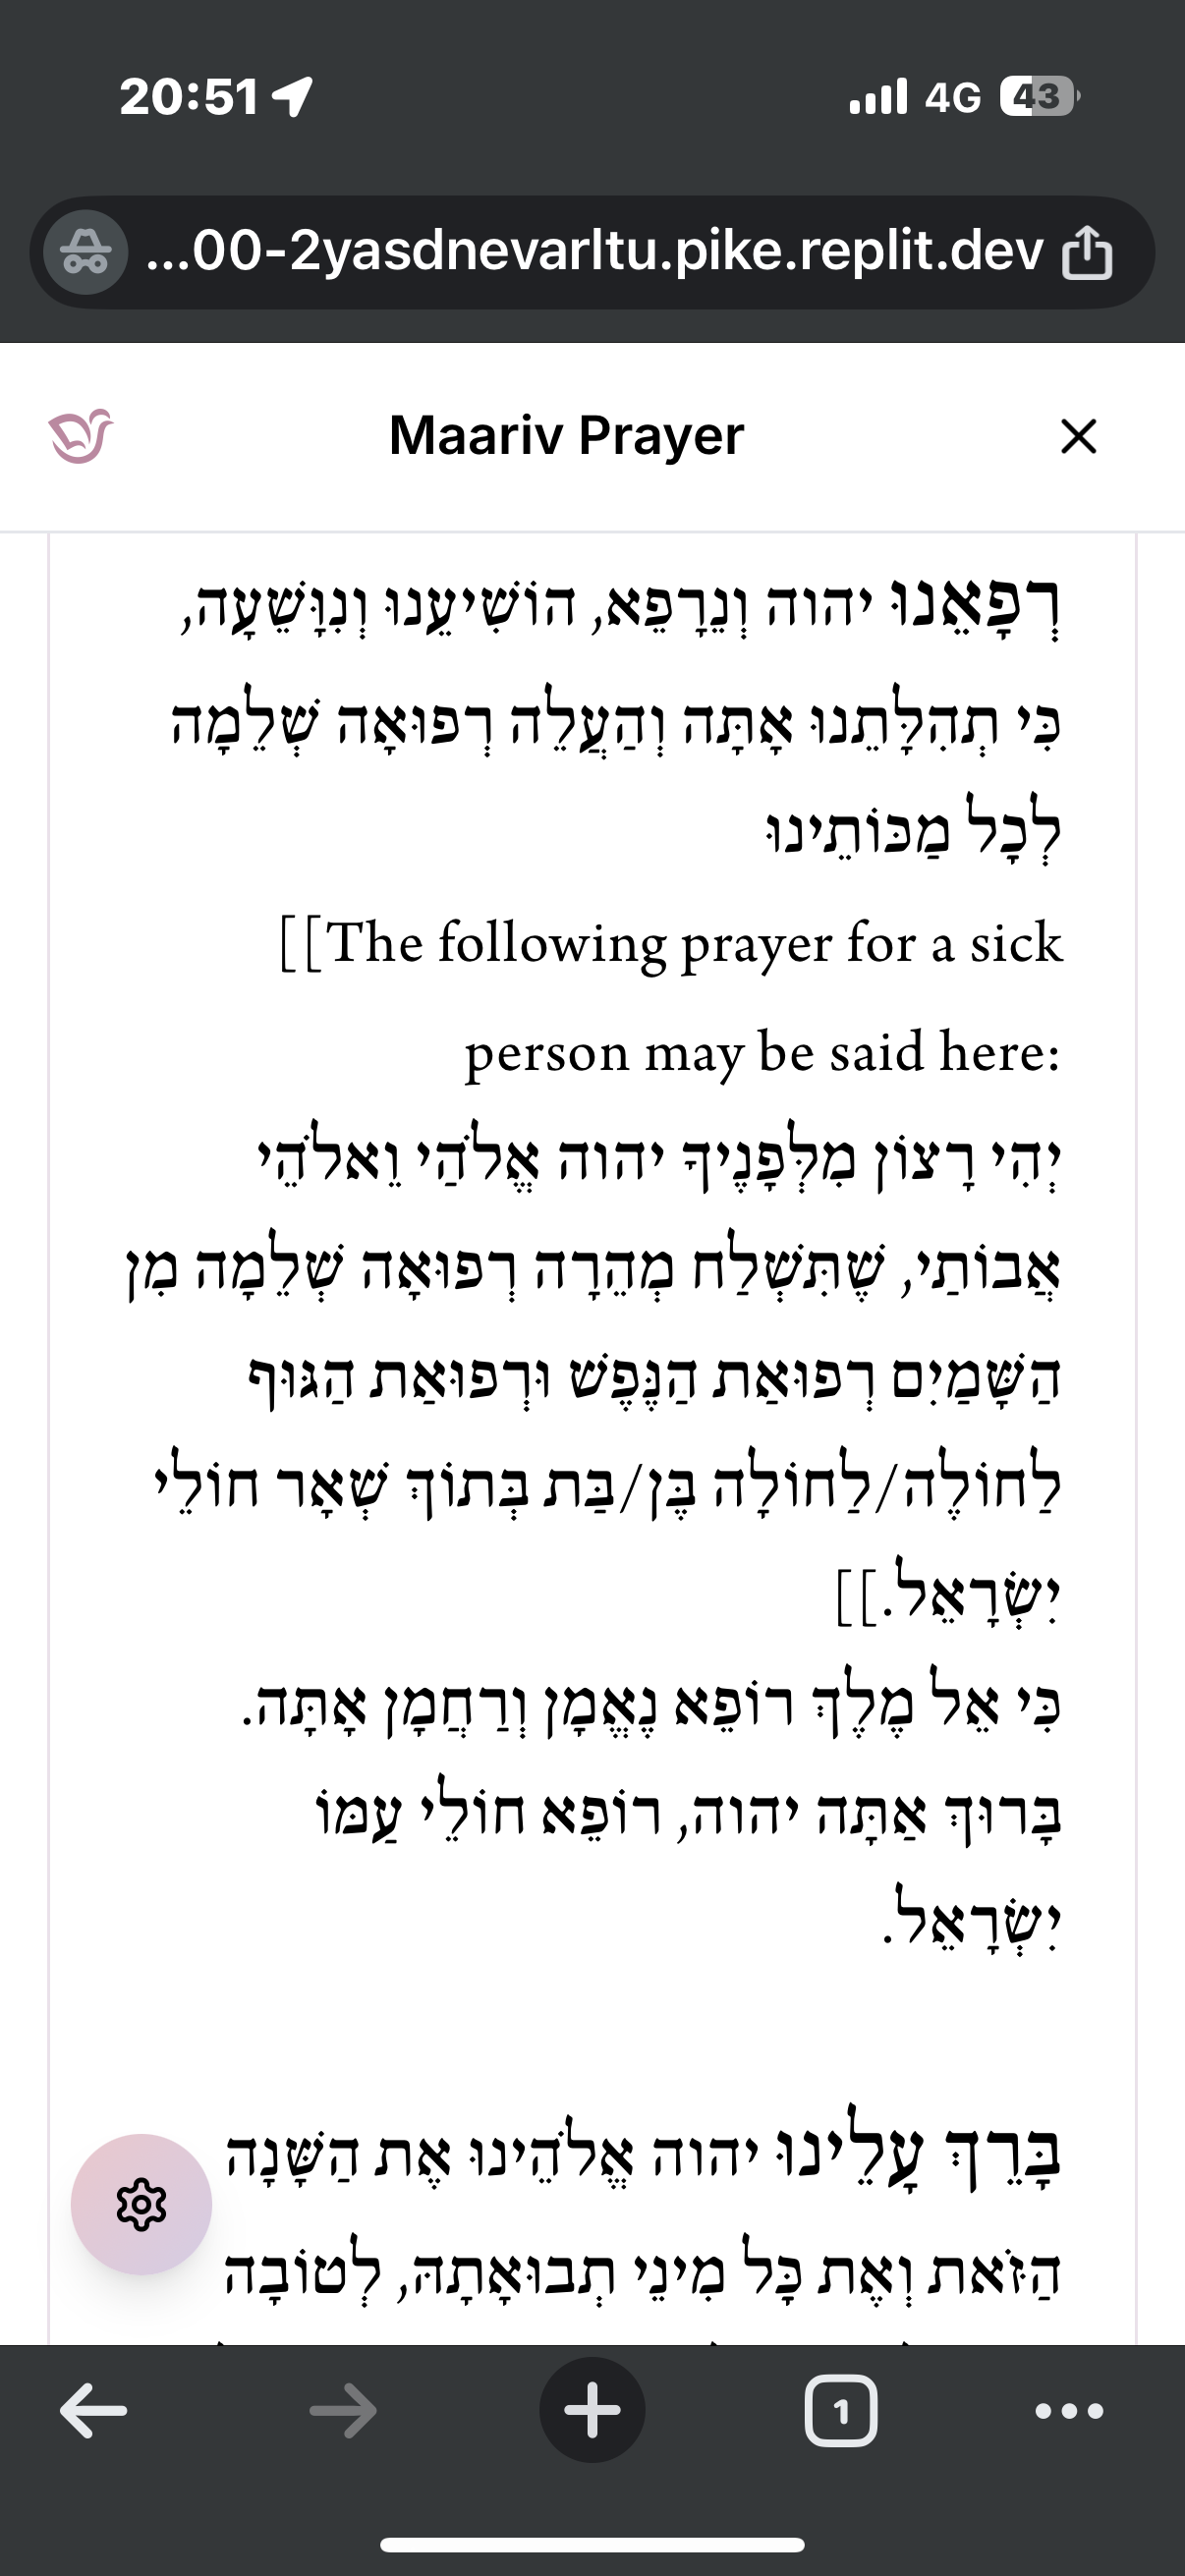 20:51
4G
43
...00-2yasdnevarltu.pike.replit.dev
Maariv Prayer
רְפָאֵנוּ יהוה וְנֵרָפֵא, הוֹשִׁיעֵנוּ וְנִוָּשֵׁעָה,
כִּי תְהִלָּתֵנוּ אָתָּה וְהַעֲלֵה רְפוּאָה שְׁלֵמָה
לְכָל מַכּוֹתֵינוּ
[[The following prayer for a sick
person may be said here:
יְהִי רָצוֹן מִלְּפָנֶיךָ יהוה אֱלֹהַי וֵאלֹהֵי
אֲבוֹתַי, שֶׁתִּשְׁלַח מְהֵרָה רְפוּאָה שְׁלֵמָה מִן
הַשָּׁמַיִם רְפוּאַת הַנֶּפֶשׁ וּרְפוּאַת הַגּוּף
לַחוֹלֶה/לַחוֹלָה בֶּן/בַּת בְּתוֹךְ שְׁאָר חוֹלֵי
יִשְׂרָאֵל.]]
כִּי אֵל מֶלֶךְ רוֹפֵא נֶאֱמָן וְרַחֲמָן אָתָּה.
בָּרוּךְ אַתָּה יהוה, רוֹפֵא חוֹלֵי עַמּוֹ
יִשְׂרָאֵל.
בָּרֵךְ עָלֵינוּ יהוה אֱלֹהֵינוּ אֶת הַשָּׁנָה
הַזֹּאת וְאֶת כָּל מִינֵי תְבוּאָתָהּ, לְטוֹבָה
1